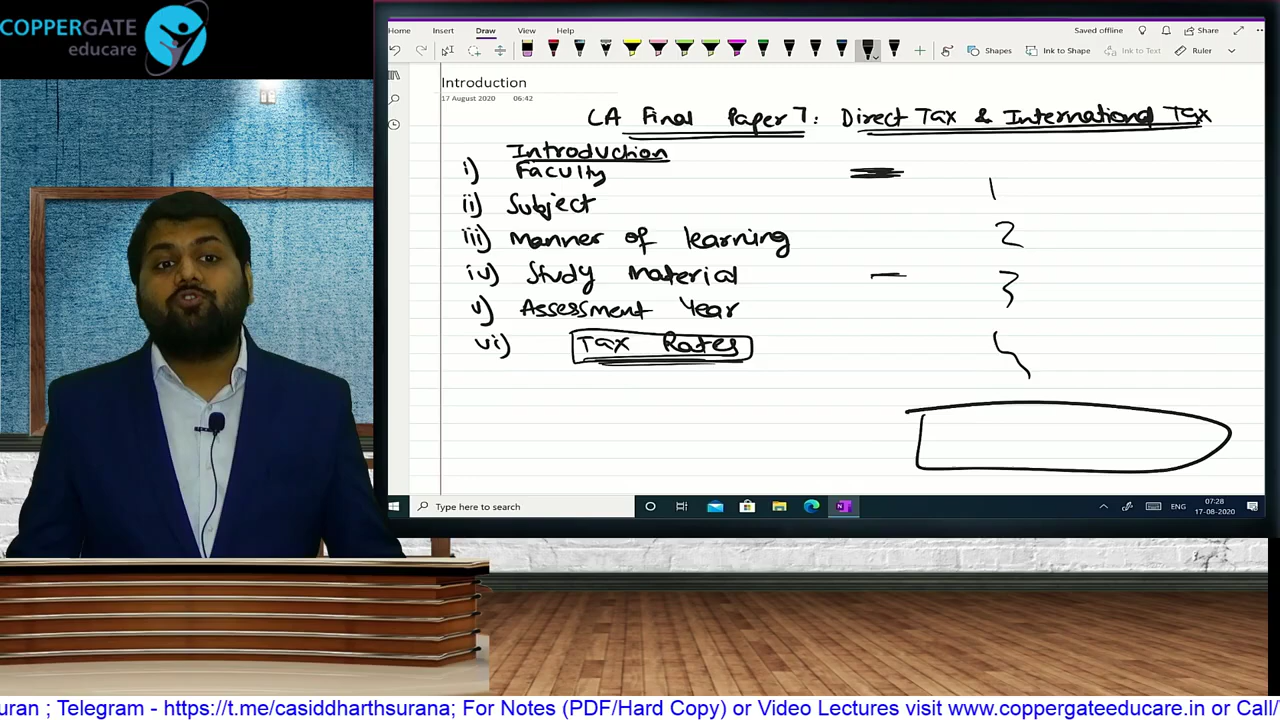 COPPERGATE
educare
Home Insert Draw View Help
Saved offline
Share
Shapes
Ink to Shape
Ink to Text
Ruler
Introduction
17 August 2020 06:42
CA Final Paper 7: Direct Tax & International Tax
Introduction
i) Faculty
ii) Subject
iii) Manner of learning
iv) Study Material
v) Assessment Year
vi) Tax Rates
1
2
3
4
Type here to search
ENG
07:28
17-08-2020
uran ; Telegram - https://t.me/casiddharthsurana; For Notes (PDF/Hard Copy) or Video Lectures visit www.coppergateeducare.in or Call/